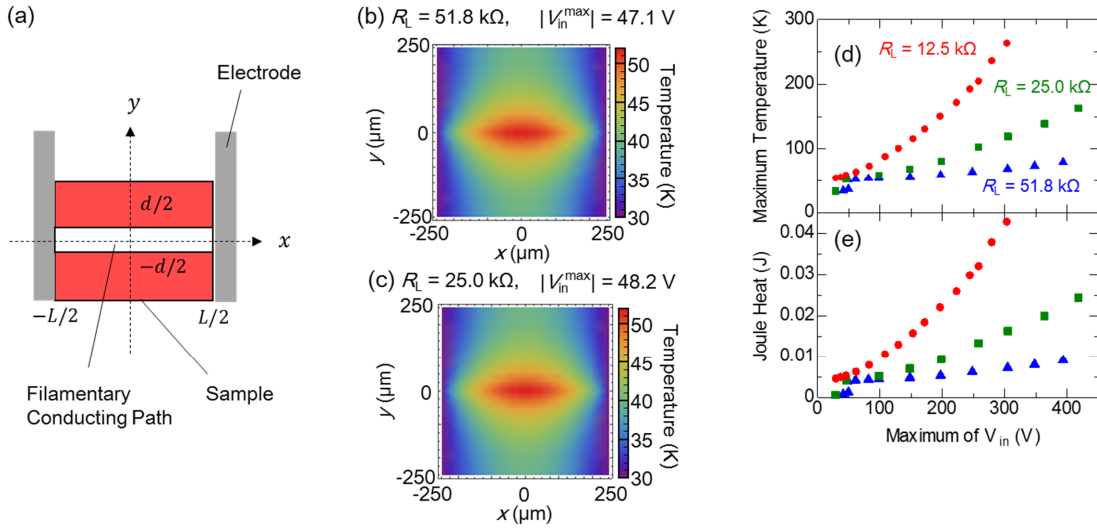 (a)
Electrode
y
d/2
x
−d/2
−L/2
L/2
Filamentary
Conducting Path
Sample
(b) R_L = 51.8 kΩ, |V_in^max| = 47.1 V
250
0
-250
y (μm)
-250
0
250
x (μm)
50
45
40
35
30
Temperature (K)
(c) R_L = 25.0 kΩ, |V_in^max| = 48.2 V
250
0
-250
y (μm)
-250
0
250
x (μm)
50
45
40
35
30
Temperature (K)
(d)
R_L = 12.5 kΩ
R_L = 25.0 kΩ
R_L = 51.8 kΩ
300
250
200
150
100
50
0
Maximum Temperature (K)
(e)
0.04
0.03
0.02
0.01
0
Joule Heat (J)
0
100
200
300
400
Maximum of V_in (V)